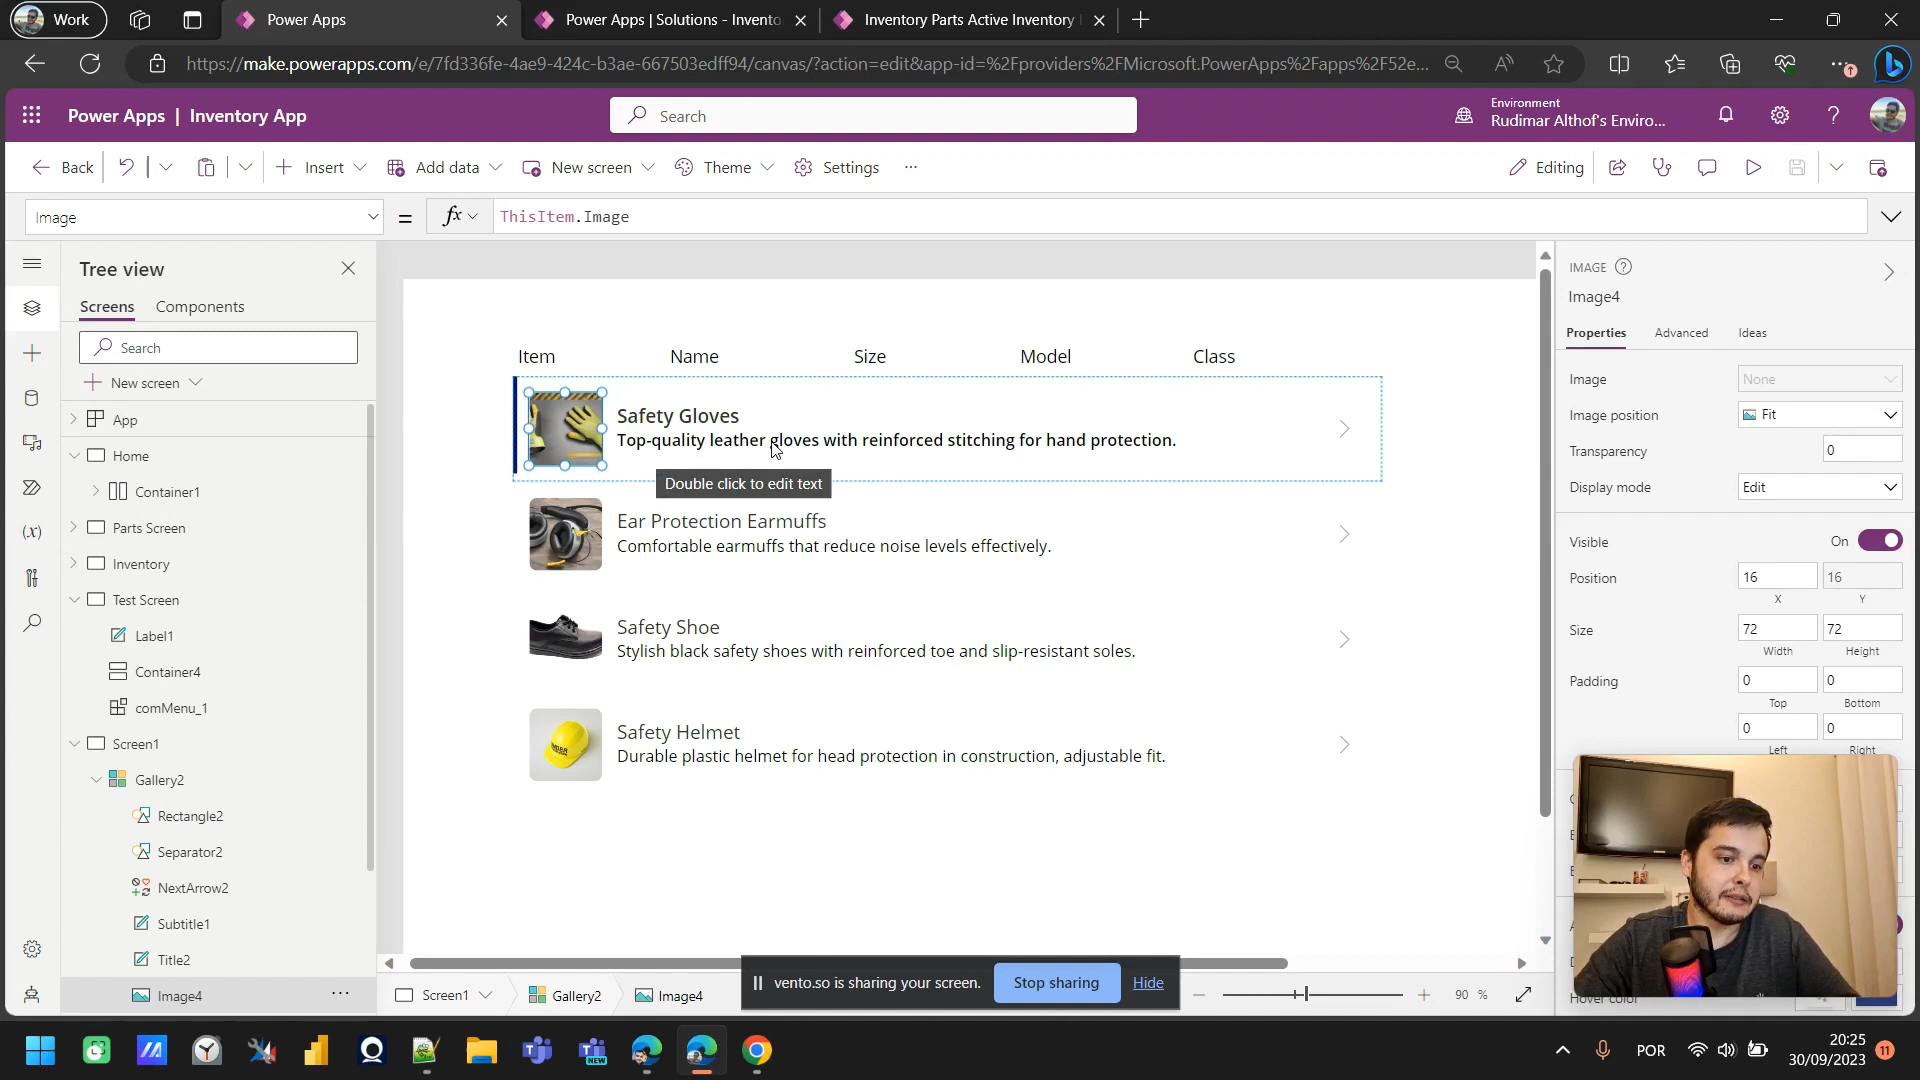 Work
Power Apps
Power Apps | Solutions - Invento
Inventory Parts Active Inventory
https://make.powerapps.com/e/7fd336fe-4ae9-424c-b3ae-667503edff94/canvas/?action=edit&app-id=%2Fproviders%2FMicrosoft.PowerApps%2Fapps%2F52e...
Power Apps | Inventory App
Search
Environment
Rudimar Althof's Enviro...
Back
Insert
Add data
New screen
Theme
Settings
Editing
Image
=
fx
ThisItem.Image
Tree view
Screens
Components
Search
New screen
App
Home
Container1
Parts Screen
Inventory
Test Screen
Label1
Container4
comMenu_1
Screen1
Gallery2
Rectangle2
Separator2
NextArrow2
Subtitle1
Title2
Image4
Item
Name
Size
Model
Class
Safety Gloves
Top-quality leather gloves with reinforced stitching for hand protection.
Double click to edit text
Ear Protection Earmuffs
Comfortable earmuffs that reduce noise levels effectively.
Safety Shoe
Stylish black safety shoes with reinforced toe and slip-resistant soles.
Safety Helmet
Durable plastic helmet for head protection in construction, adjustable fit.
IMAGE
Image4
Properties
Advanced
Ideas
Image
None
Image position
Fit
Transparency
0
Display mode
Edit
Visible
On
Position
16
16
X
Y
Size
72
72
Width
Height
Padding
0
0
Top
Bottom
0
0
Left
Right
Hover color
Screen1
Gallery2
Image4
vento.so is sharing your screen.
Stop sharing
Hide
90 %
NEW
POR
20:25
30/09/2023
11